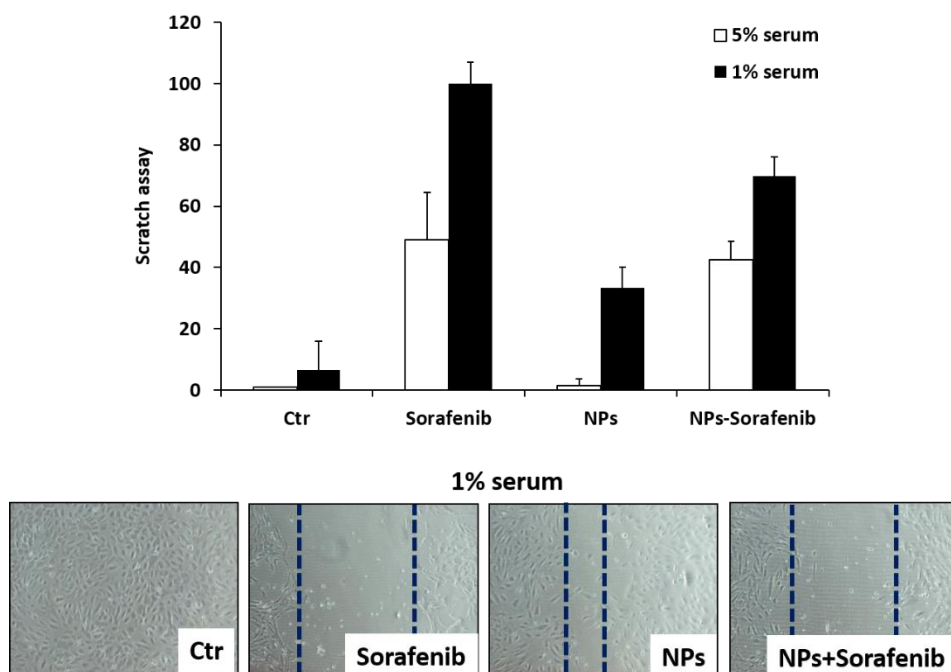 120
100
80
60
40
20
0
Scratch assay
5% serum
1% serum
Ctr
Sorafenib
NPs
NPs-Sorafenib
1% serum
Ctr
Sorafenib
NPs
NPs+Sorafenib